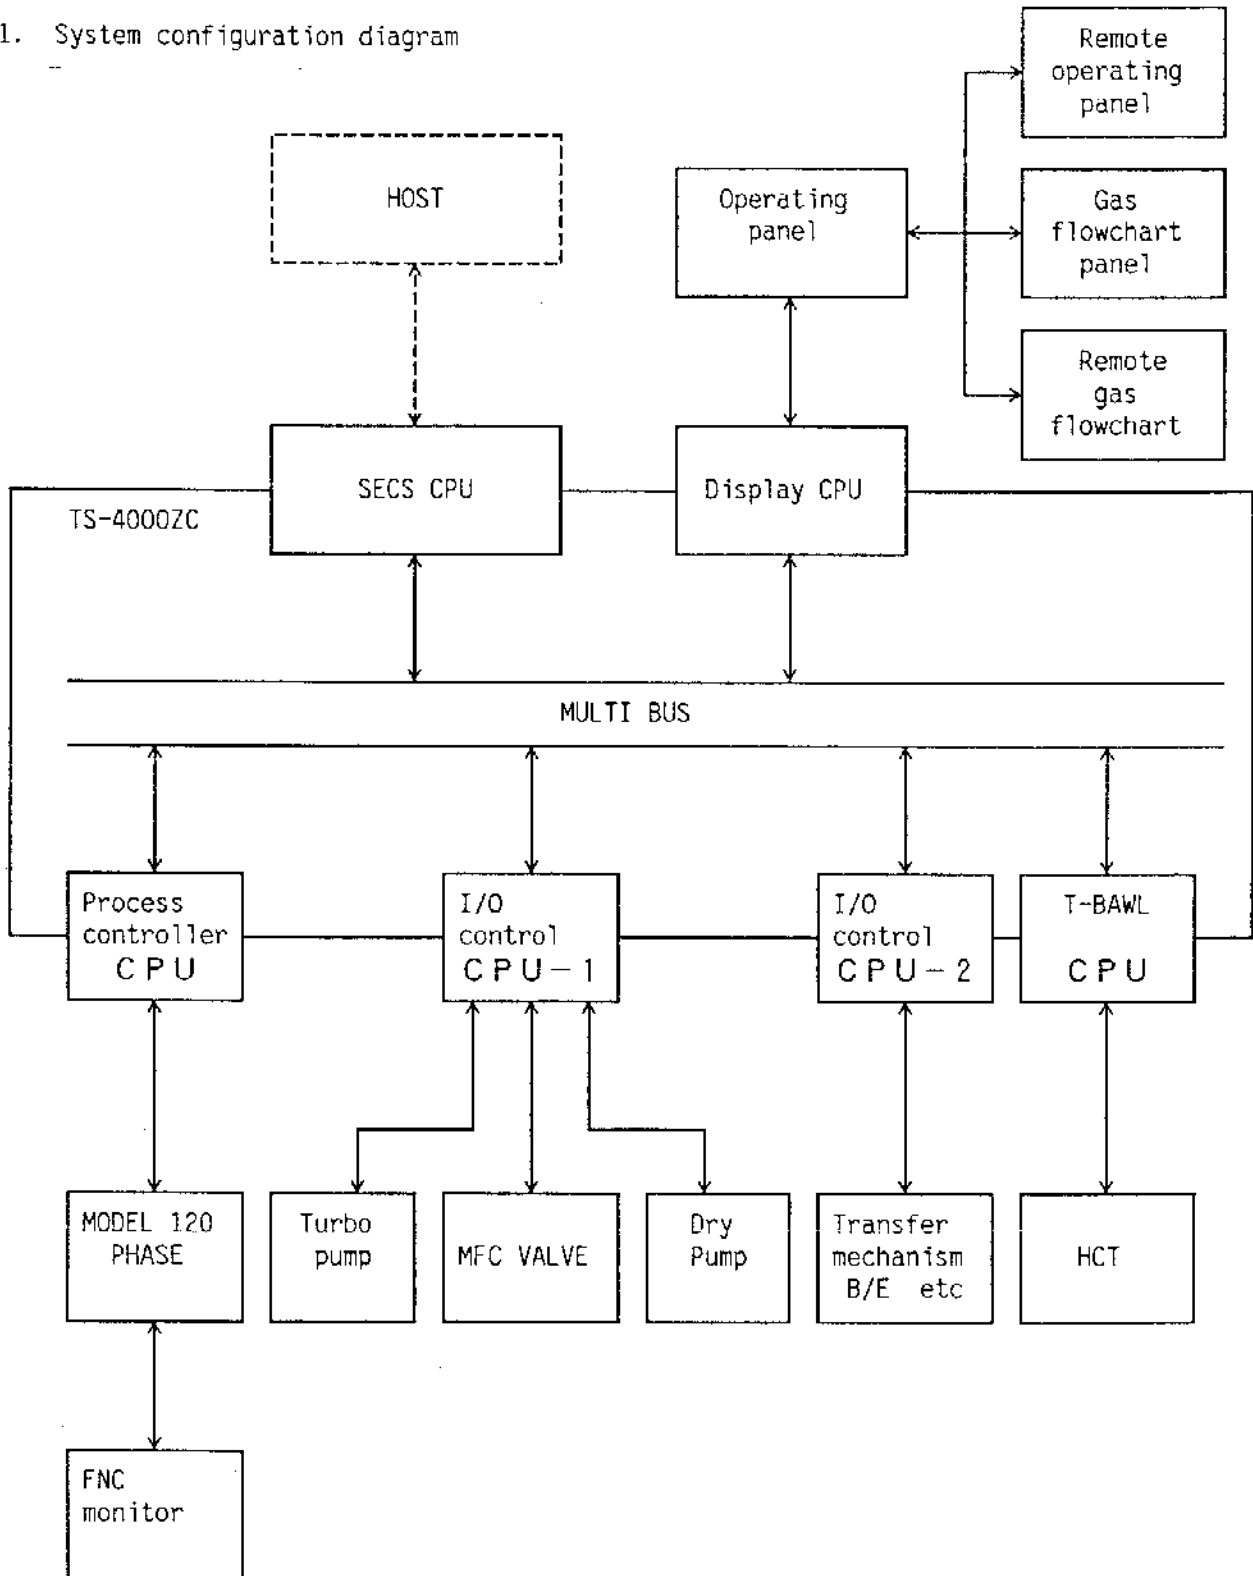 1. System configuration diagram
Remote
operating
panel
HOST
Operating
panel
Gas
flowchart
panel
Remote
gas
flowchart
SECS CPU
Display CPU
TS-4000ZC
MULTI BUS
Process
controller
CPU
I/O
control
CPU-1
I/O
control
CPU-2
T-BAWL
CPU
MODEL 120
PHASE
Turbo
pump
MFC VALVE
Dry
Pump
Transfer
mechanism
B/E etc
HCT
FNC
monitor